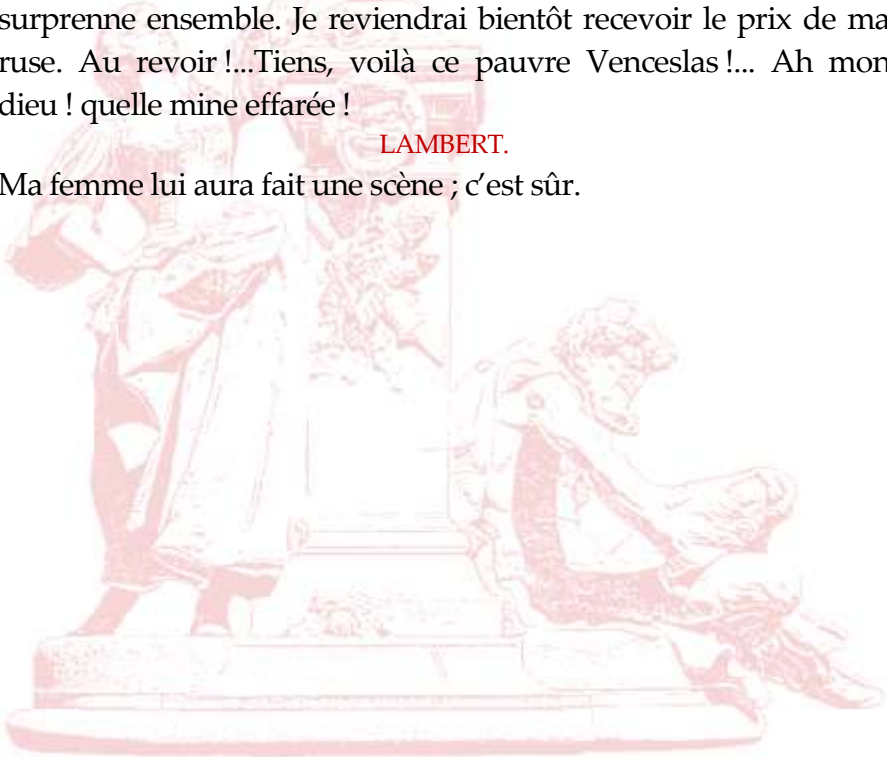 surprenne ensemble. Je reviendrai bientôt recevoir le prix de ma
ruse. Au revoir !...Tiens, voilà ce pauvre Venceslas !... Ah mon
dieu ! quelle mine effarée !
LAMBERT.
Ma femme lui aura fait une scène ; c’est sûr.